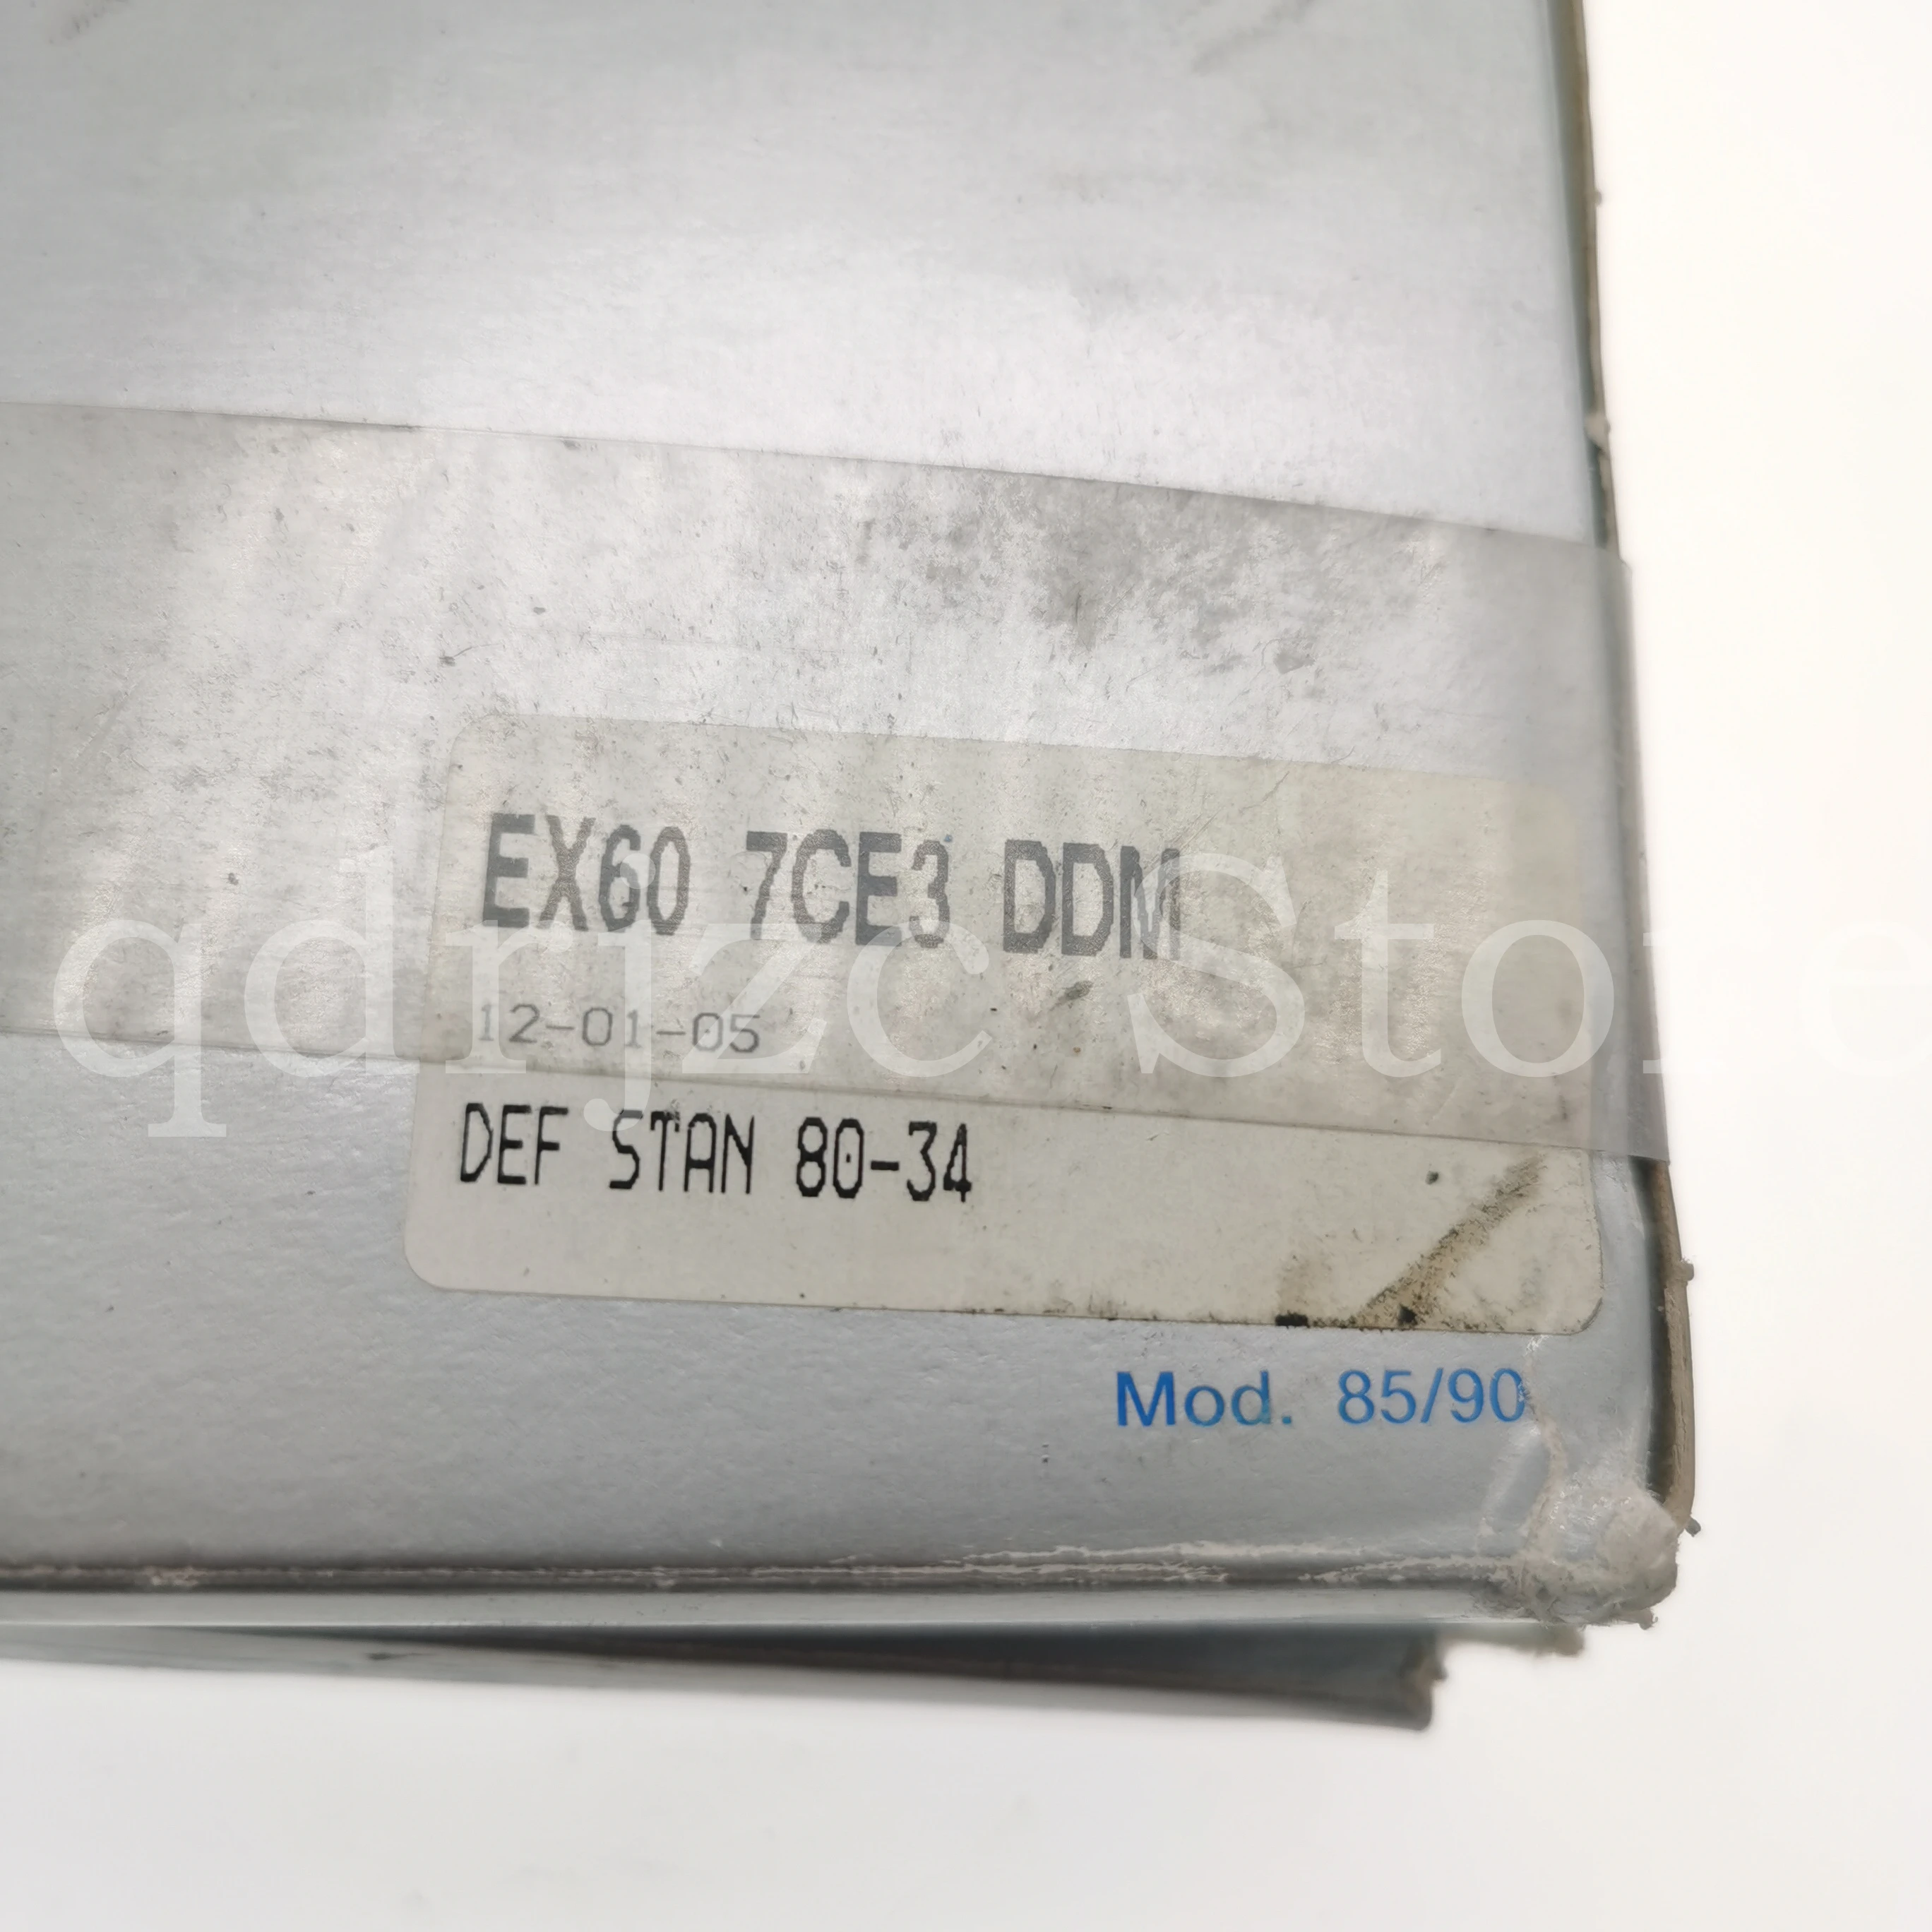 EX60 7CE3 DDM
qdrjzc Store
12-01-05
DEF STAN 80-34
Mod. 85/90